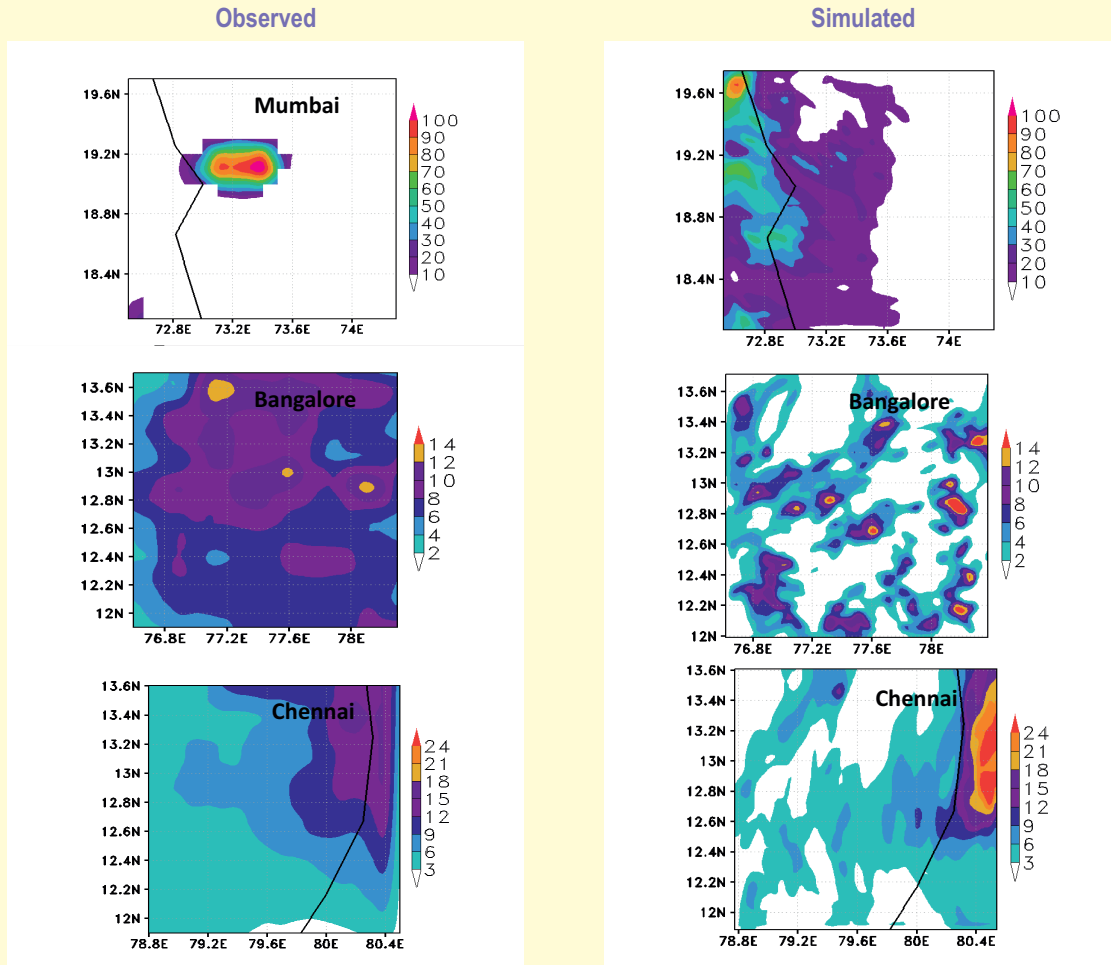 Observed
Simulated
Mumbai
19.6N
19.2N
18.8N
18.4N
72.8E 73.2E 73.6E 74E
100
90
80
70
60
50
40
30
20
10
19.6N
19.2N
18.8N
18.4N
72.8E 73.2E 73.6E 74E
100
90
80
70
60
50
40
30
20
10
Bangalore
13.6N
13.4N
13.2N
13N
12.8N
12.6N
12.4N
12.2N
12N
76.8E 77.2E 77.6E 78E
14
12
10
8
6
4
2
Bangalore
13.6N
13.4N
13.2N
13N
12.8N
12.6N
12.4N
12.2N
12N
76.8E 77.2E 77.6E 78E
14
12
10
8
6
4
2
Chennai
13.6N
13.4N
13.2N
13N
12.8N
12.6N
12.4N
12.2N
12N
78.8E 79.2E 79.6E 80E 80.4E
24
21
18
15
12
9
6
3
Chennai
13.6N
13.4N
13.2N
13N
12.8N
12.6N
12.4N
12.2N
12N
78.8E 79.2E 79.6E 80E 80.4E
24
21
18
15
12
9
6
3